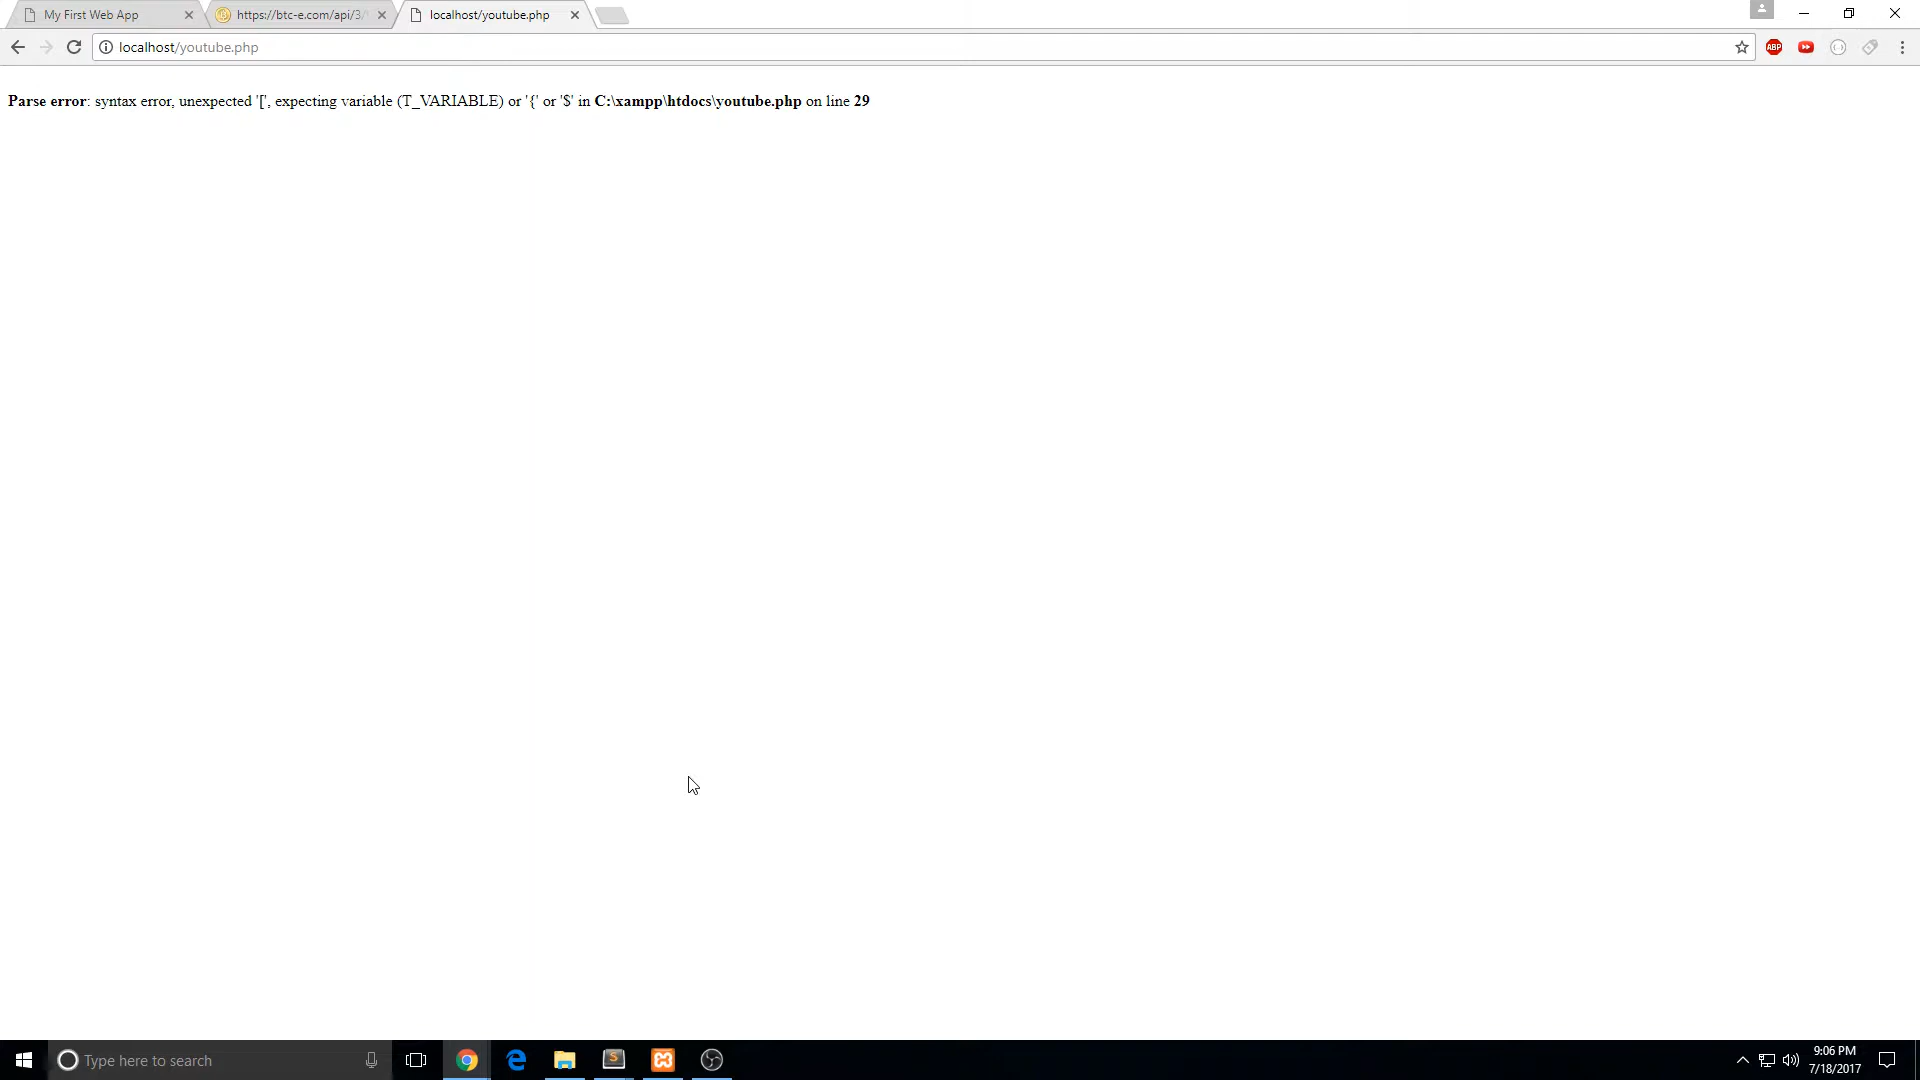 My First Web App
https://btc-e.com/api/3/
localhost/youtube.php
localhost/youtube.php
ABP
Parse error: syntax error, unexpected '[', expecting variable (T_VARIABLE) or '{' or '$' in C:\xampp\htdocs\youtube.php on line 29
Type here to search
9:06 PM
7/18/2017